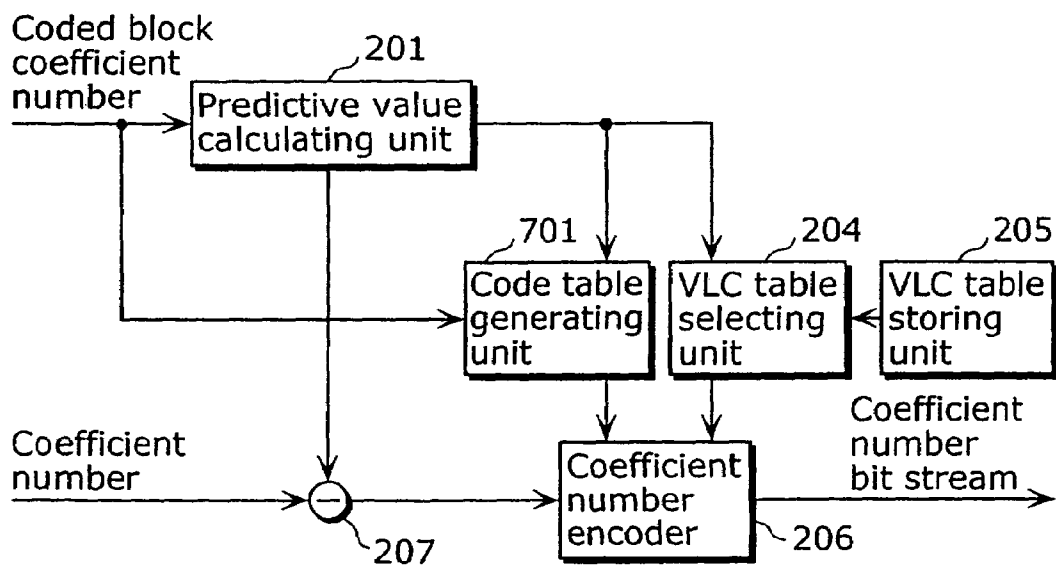 Coded block
coefficient
number
201
Predictive value
calculating unit
701
204
205
Code table
generating
unit
VLC table
selecting
unit
VLC table
storing
unit
Coefficient
number
207
Coefficient
number
encoder
206
Coefficient
number
bit stream